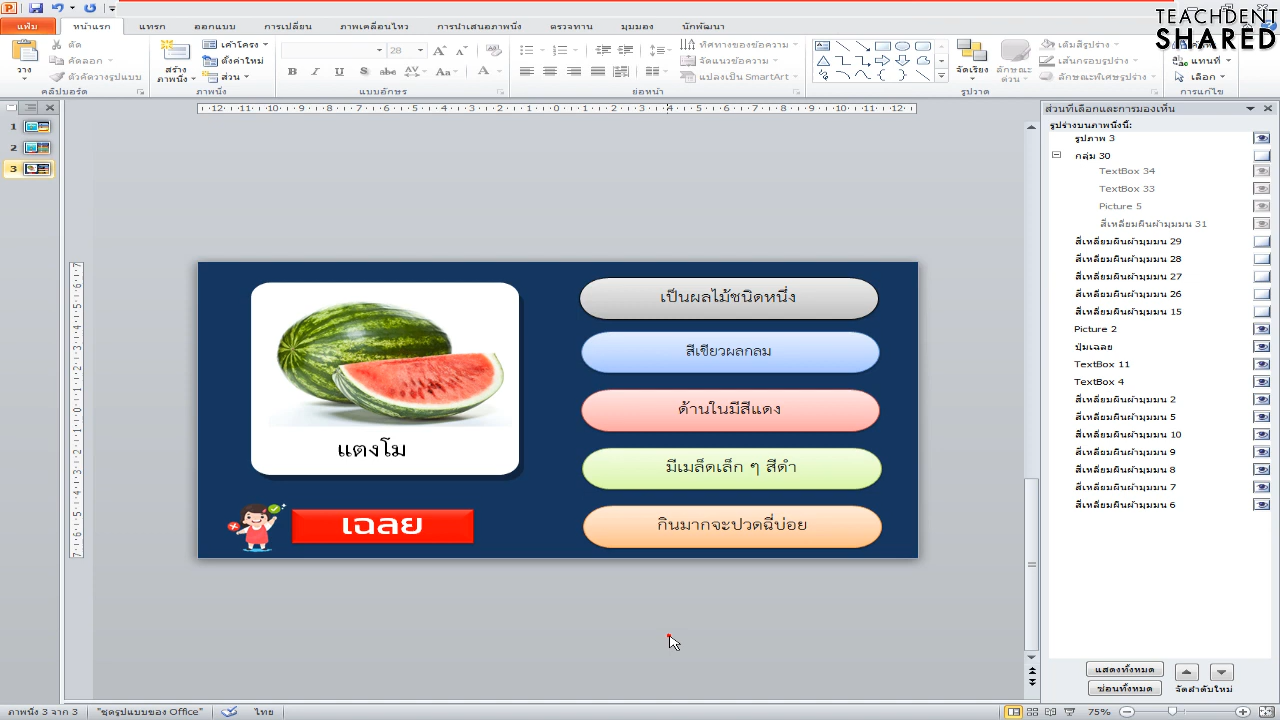 TEACHDENT
SHARED
แฟ้ม
หน้าแรก
แทรก
ออกแบบ
การเปลี่ยน
ภาพเคลื่อนไหว
การนำเสนอภาพนิ่ง
ตรวจทาน
มุมมอง
นักพัฒนา
วาง
ตัด
คัดลอก
ตัวคัดวางรูปแบบ
คลิปบอร์ด
สร้าง
ภาพนิ่ง
เค้าโครง
ตั้งค่าใหม่
ส่วน
ภาพนิ่ง
28
แบบอักษร
ทิศทางของข้อความ
จัดแนวข้อความ
แปลงเป็น SmartArt
ย่อหน้า
จัดเรียง
ลักษณะ
ด่วน
เติมสีรูปร่าง
เส้นกรอบรูปร่าง
ลักษณะพิเศษรูปร่าง
รูปวาด
แทนที่
เลือก
การแก้ไข
1
2
3
ส่วนที่เลือกและการมองเห็น
รูปร่างบนภาพนิ่งนี้:
รูปภาพ 3
กลุ่ม 30
TextBox 34
TextBox 33
Picture 5
สี่เหลี่ยมผืนผ้ามุมมน 31
สี่เหลี่ยมผืนผ้ามุมมน 29
สี่เหลี่ยมผืนผ้ามุมมน 28
สี่เหลี่ยมผืนผ้ามุมมน 27
สี่เหลี่ยมผืนผ้ามุมมน 26
สี่เหลี่ยมผืนผ้ามุมมน 15
Picture 2
ปุ่มเฉลย
TextBox 11
TextBox 4
สี่เหลี่ยมผืนผ้ามุมมน 2
สี่เหลี่ยมผืนผ้ามุมมน 5
สี่เหลี่ยมผืนผ้ามุมมน 10
สี่เหลี่ยมผืนผ้ามุมมน 9
สี่เหลี่ยมผืนผ้ามุมมน 8
สี่เหลี่ยมผืนผ้ามุมมน 7
สี่เหลี่ยมผืนผ้ามุมมน 6
แสดงทั้งหมด
ซ่อนทั้งหมด
จัดลำดับใหม่
แตงโม
เฉลย
เป็นผลไม้ชนิดหนึ่ง
สีเขียวผลกลม
ด้านในมีสีแดง
มีเมล็ดเล็ก ๆ สีดำ
กินมากจะปวดฉี่บ่อย
ภาพนิ่ง 3 จาก 3
"ชุดรูปแบบของ Office"
ไทย
75%